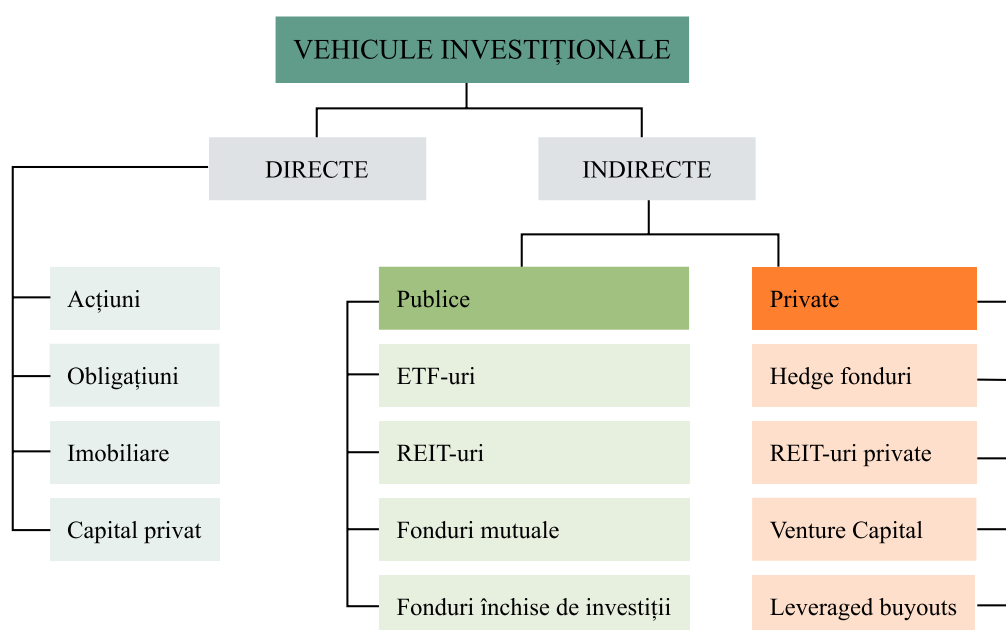 VEHICULE INVESTIȚIONALE
DIRECTE
INDIRECTE
Acțiuni
Obligațiuni
Imobiliare
Capital privat
Publice
ETF-uri
REIT-uri
Fonduri mutuale
Fonduri închise de investiții
Private
Hedge fonduri
REIT-uri private
Venture Capital
Leveraged buyouts